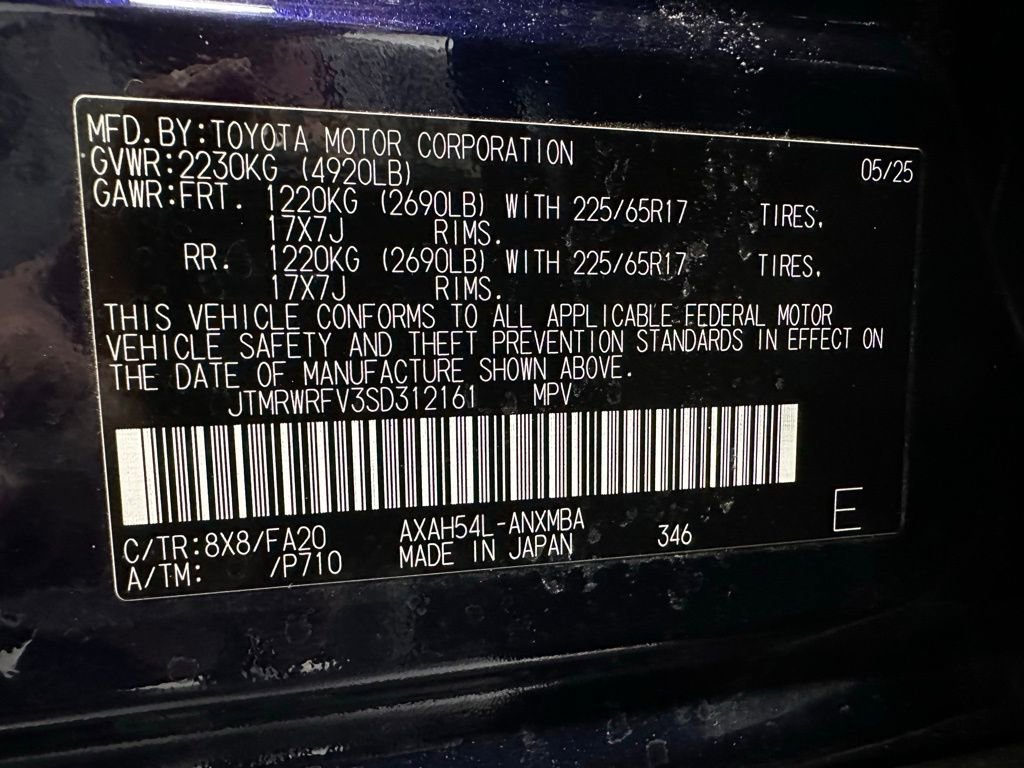 MFD. BY:TOYOTA MOTOR CORPORATION 05/25
GVWR:2230KG (4920LB)
GAWR:FRT. 1220KG (2690LB) WITH 225/65R17 TIRES.
17X7J RIMS.
RR. 1220KG (2690LB) WITH 225/65R17 TIRES.
17X7J RIMS.
THIS VEHICLE CONFORMS TO ALL APPLICABLE FEDERAL MOTOR
VEHICLE SAFETY AND THEFT PREVENTION STANDARDS IN EFFECT ON
THE DATE OF MANUFACTURE SHOWN ABOVE.
JTMRWRFV3SD312161 MPV
C/TR:8X8/FA20 AXAH54L-ANXMBA 346 E
A/TM: /P710 MADE IN JAPAN